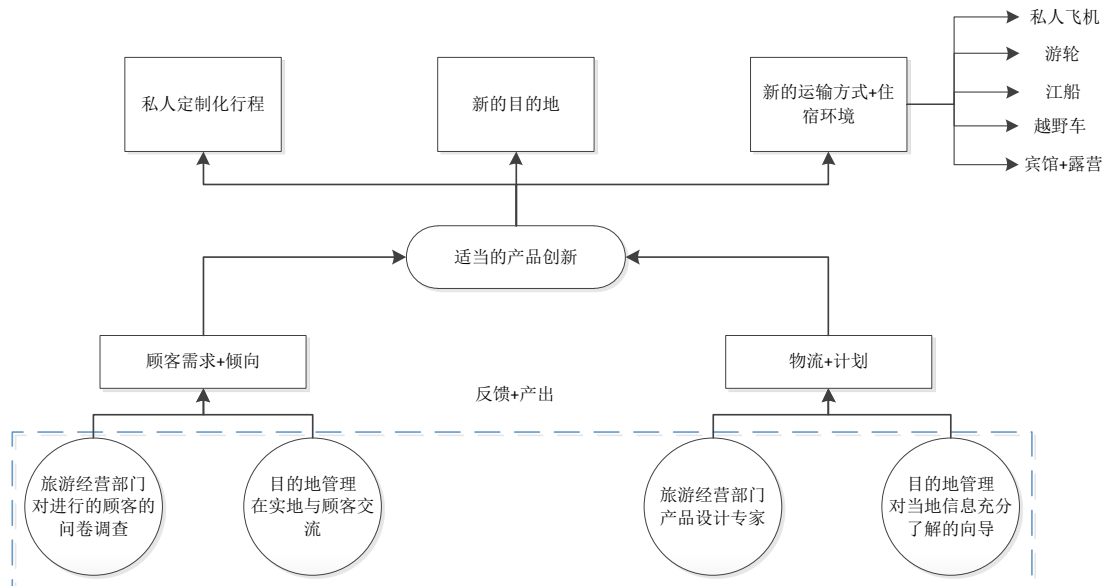 私人飞机
游轮
江船
越野车
宾馆+露营
私人定制化行程
新的目的地
新的运输方式+住
宿环境
适当的产品创新
顾客需求+倾向
物流+计划
反馈+产出
旅游经营部门
对进行的顾客的
问卷调查
目的地管理
在实地与顾客交
流
旅游经营部门
产品设计专家
目的地管理
对当地信息充分
了解的向导